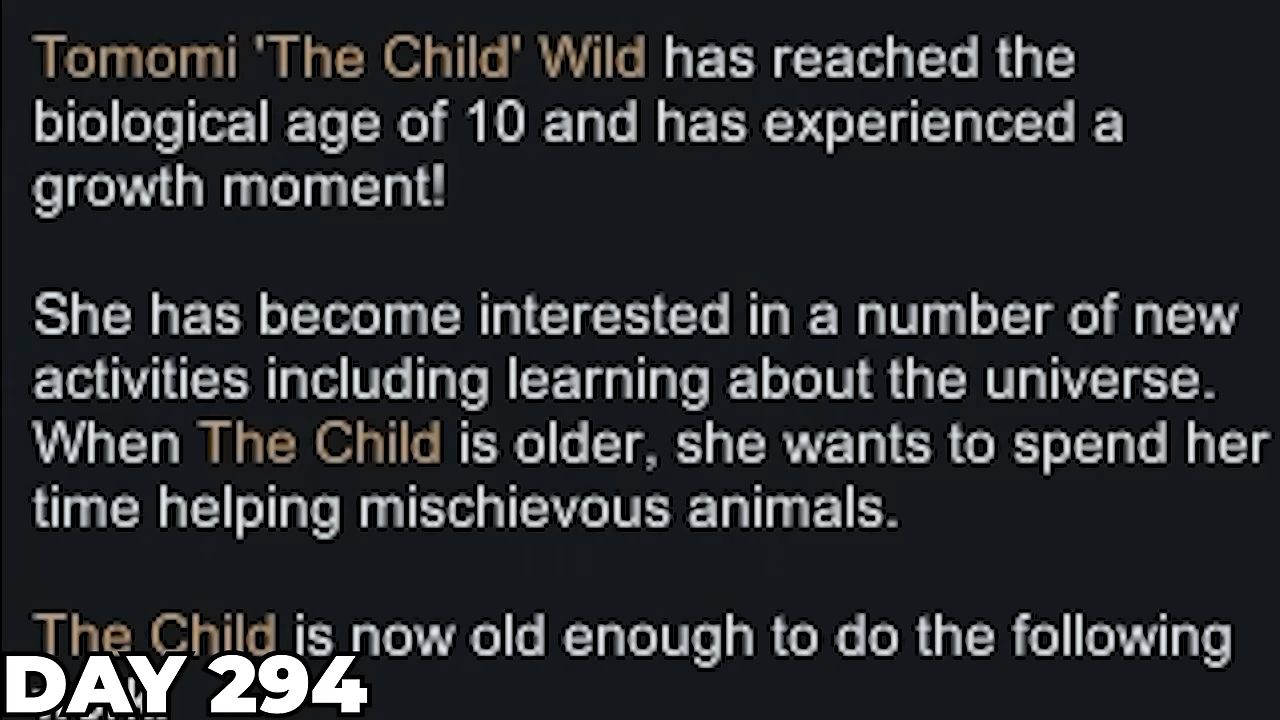 Tomomi 'The Child' Wild has reached the
biological age of 10 and has experienced a
growth moment!
She has become interested in a number of new
activities including learning about the universe.
When The Child is older, she wants to spend her
time helping mischievous animals.
The Child is now old enough to do the following
DAY 294